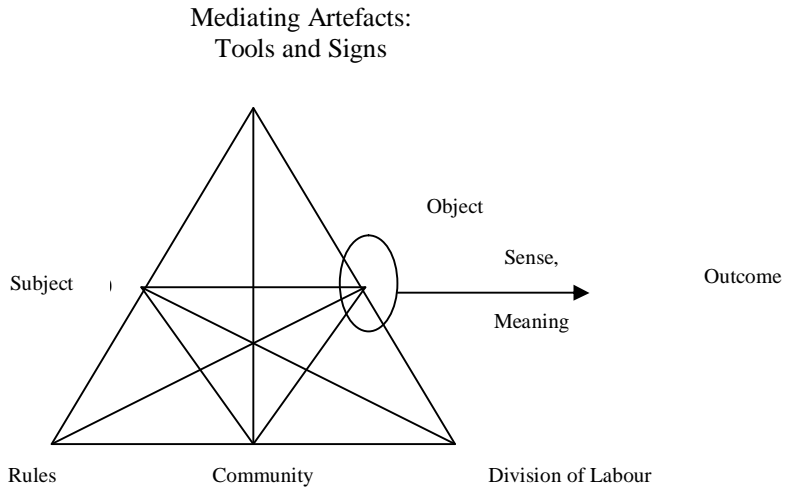 Mediating Artefacts:
Tools and Signs
Object
Sense,
Subject
Outcome
Meaning
Rules Community Division of Labour